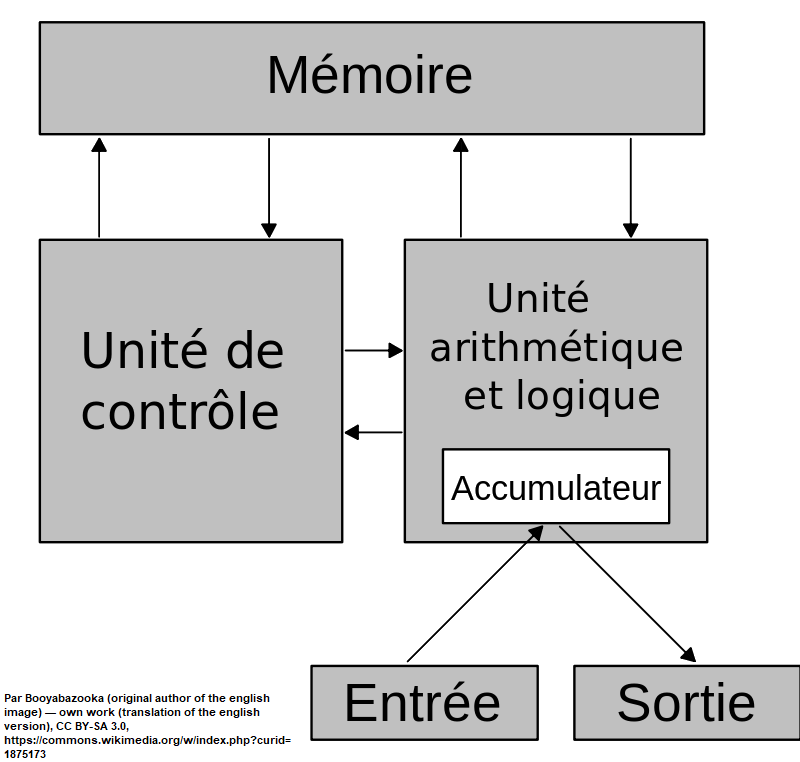 Mémoire
Unité de
contrôle
Unité
arithmétique
et logique
Accumulateur
Entrée
Sortie
Par Booyabazooka (original author of the english
image) — own work (translation of the english
version), CC BY-SA 3.0,
https://commons.wikimedia.org/w/index.php?curid=
1875173